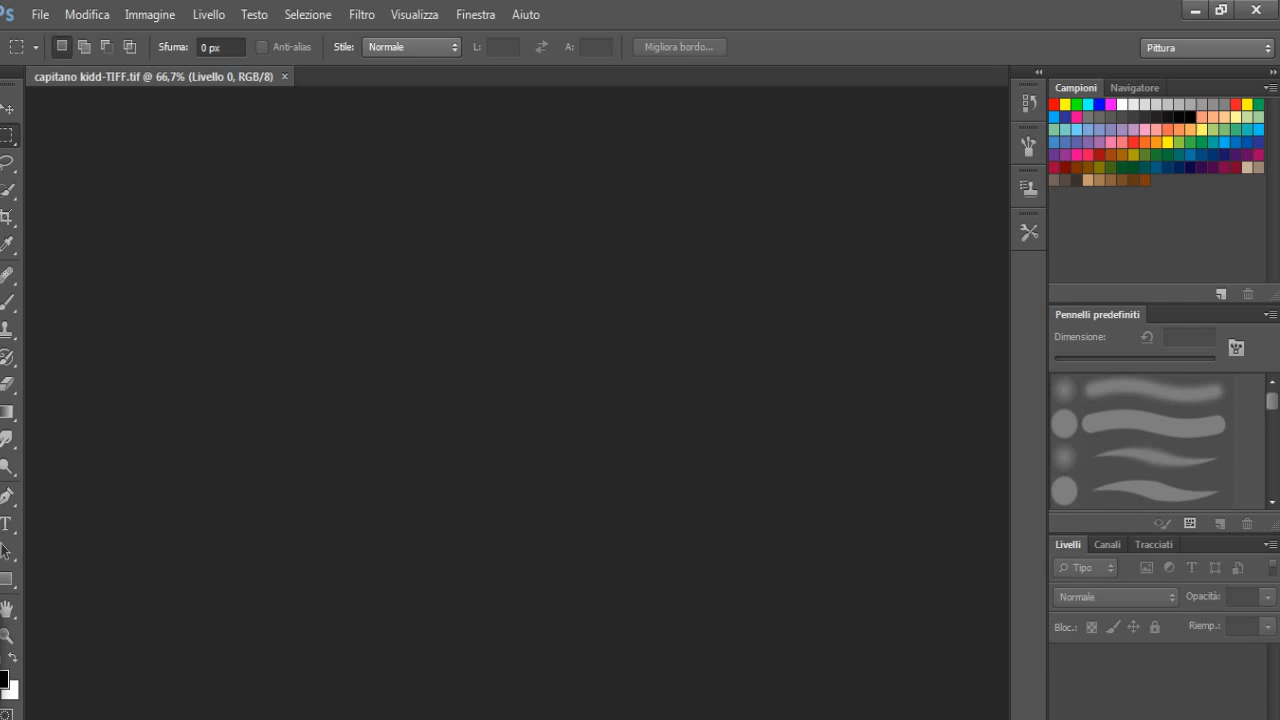 Ps File Modifica Immagine Livello Testo Selezione Filtro Visualizza Finestra Aiuto
Sfuma: 0 px Anti-alias Stile: Normale L: A: Migliora bordo... Pittura
capitano kidd-TIFF.tif @ 66,7% (Livello 0, RGB/8) ×
Campioni Navigatore
Pennelli predefiniti
Dimensione:
Livelli Canali Tracciati
Tipo
Normale Opacità:
Bloc.: Riemp.: